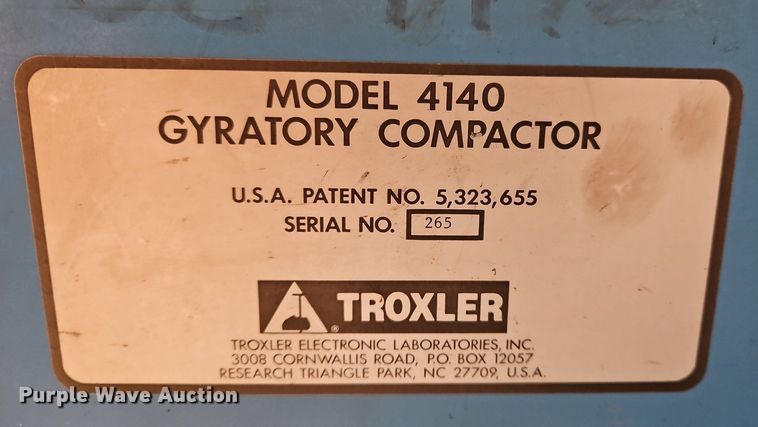 MODEL 4140
GYRATORY COMPACTOR
U.S.A. PATENT NO. 5,323,655
SERIAL NO. 265
TROXLER
TROXLER ELECTRONIC LABORATORIES, INC.
3008 CORNWALLIS ROAD, P.O. BOX 12057
RESEARCH TRIANGLE PARK, NC 27709, U.S.A.
Purple Wave Auction